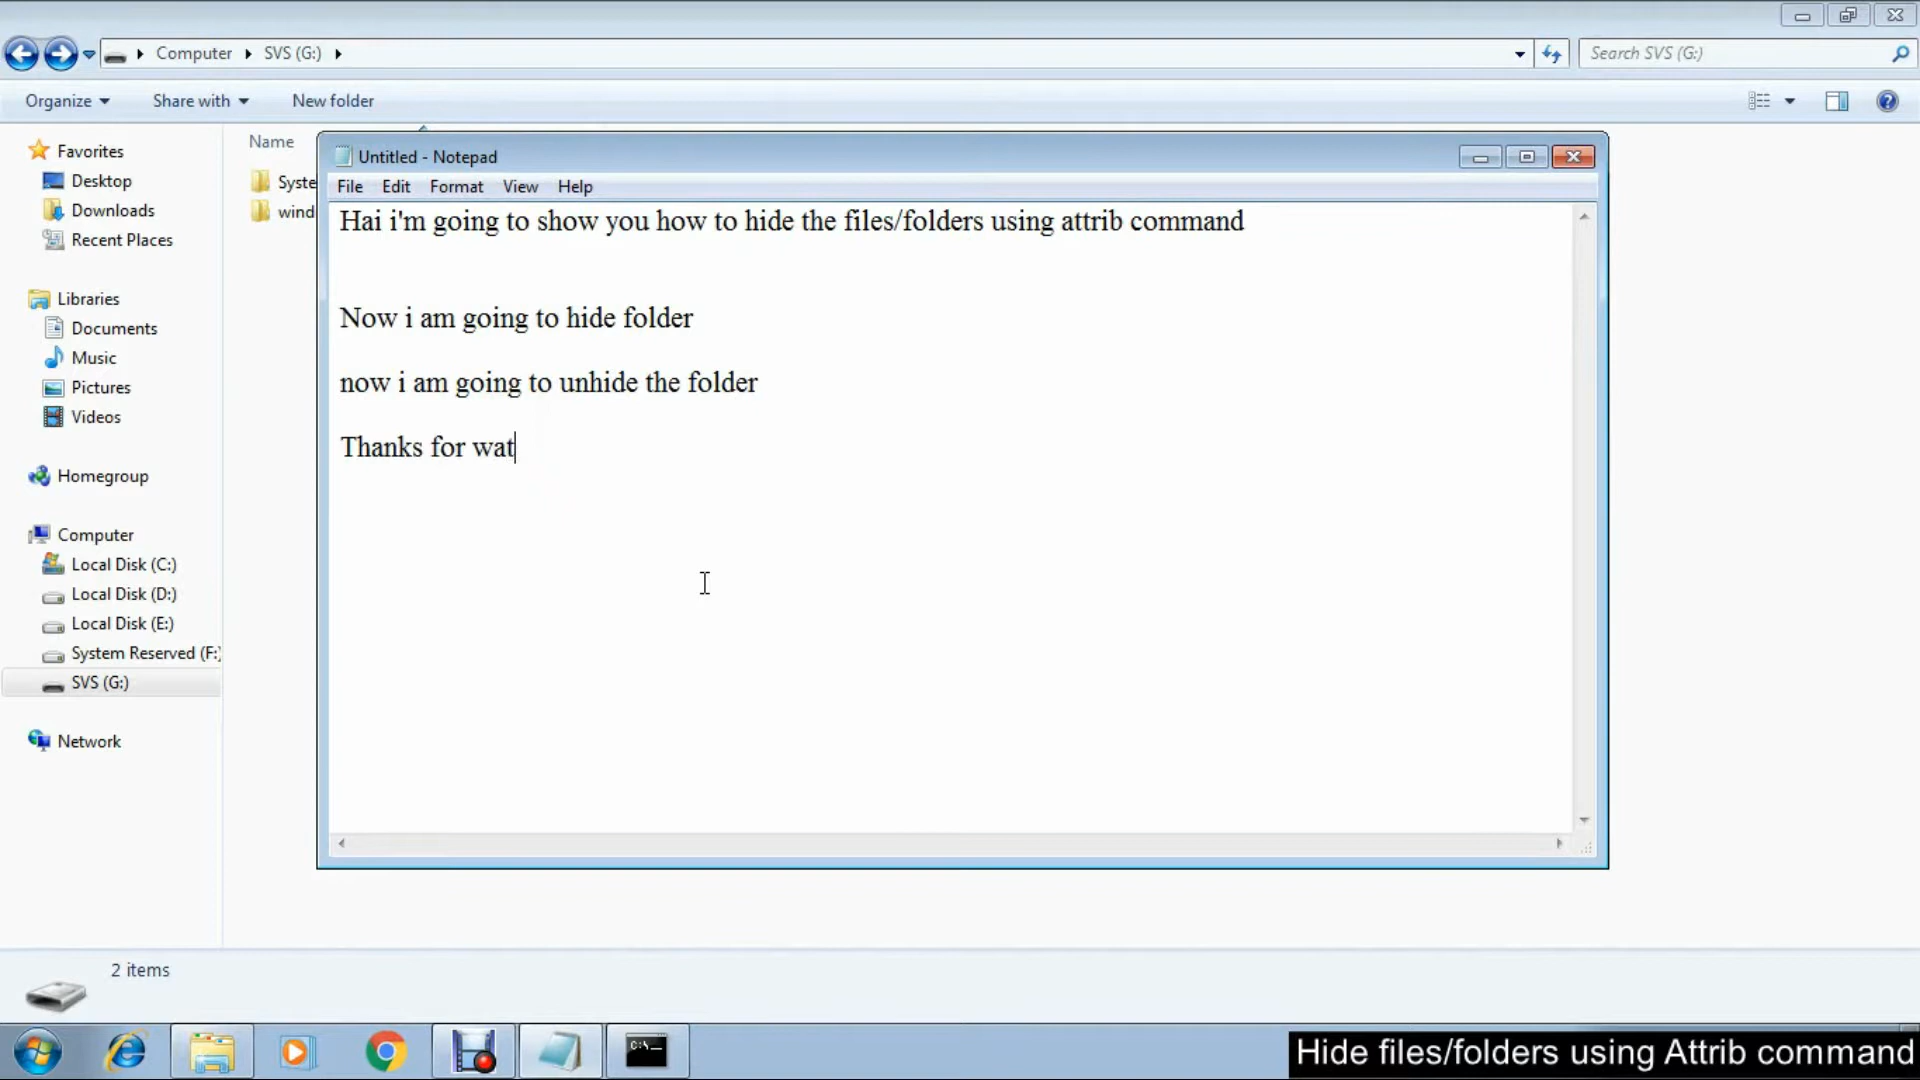 Computer SVS (G:)
Search SVS (G:)
Organize Share with New folder
Favorites
Desktop
Downloads
Recent Places
Libraries
Documents
Music
Pictures
Videos
Homegroup
Computer
Local Disk (C:)
Local Disk (D:)
Local Disk (E:)
System Reserved (F:)
SVS (G:)
Network
Name
Syste
wind
Untitled - Notepad
File Edit Format View Help
Hai i'm going to show you how to hide the files/folders using attrib command
Now i am going to hide folder
now i am going to unhide the folder
Thanks for wat
2 items
C:\
Hide files/folders using Attrib command